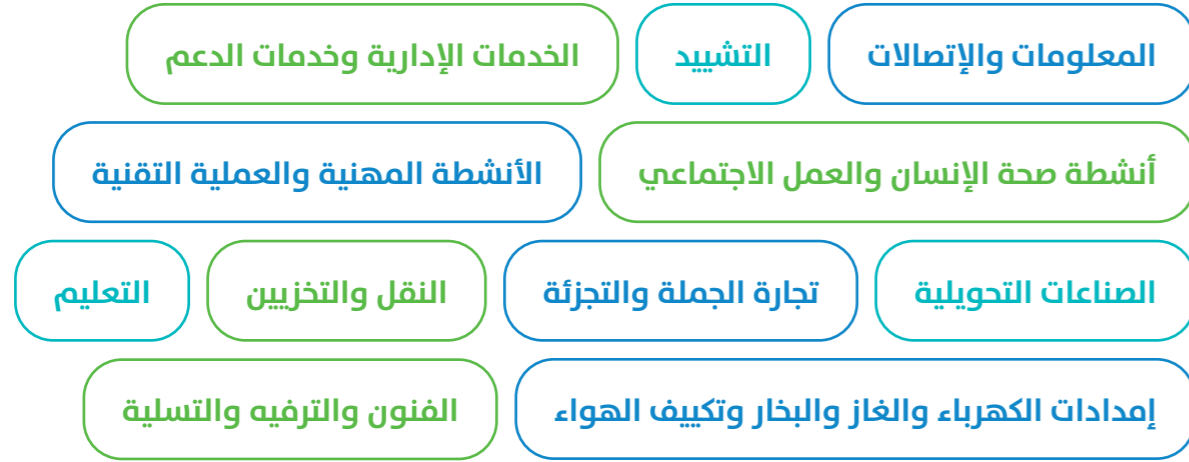 المعلومات والإتصالات
التشييد
الخدمات الإدارية وخدمات الدعم
أنشطة صحة الإنسان والعمل الاجتماعي
الأنشطة المهنية والعملية التقنية
الصناعات التحويلية
تجارة الجملة والتجزئة
النقل والتخزيين
التعليم
إمدادات الكهرباء والغاز والبخار وتكييف الهواء
الفنون والترفيه والتسلية